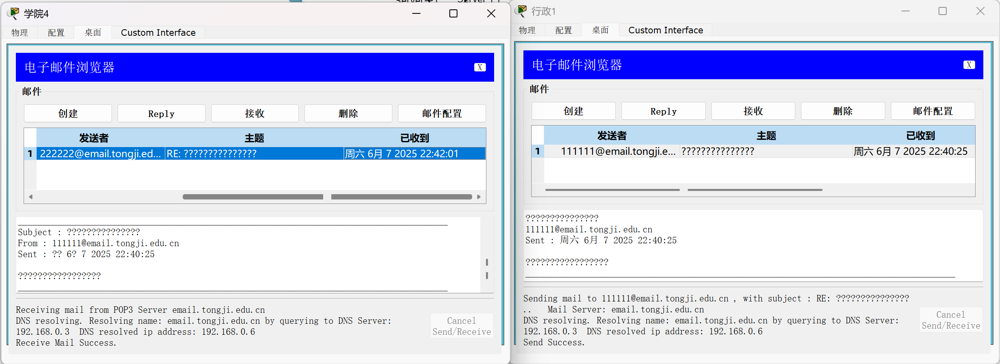 学院4
物理 配置 桌面 Custom Interface
电子邮件浏览器 X
邮件
创建 Reply 接收 删除 邮件配置
发送者 主题 已收到
1 222222@email.tongji.ed... RE: ??????????????? 周六 6月 7 2025 22:42:01
Subject : ???????????????
From : 111111@email.tongji.edu.cn
Sent : ?? 6? 7 2025 22:40:25
?????????????????
Receiving mail from POP3 Server email.tongji.edu.cn
DNS resolving. Resolving name: email.tongji.edu.cn by querying to DNS Server:
192.168.0.3 DNS resolved ip address: 192.168.0.6
Receive Mail Success.
Cancel
Send/Receive
行政1
物理 配置 桌面 Custom Interface
电子邮件浏览器 X
邮件
创建 Reply 接收 删除 邮件配置
发送者 主题 已收到
1 111111@email.tongji.e... ??????????????? 周六 6月 7 2025 22:40:25
???????????????
111111@email.tongji.edu.cn
Sent : 周六 6月 7 2025 22:40:25
?????????????????
Sending mail to 111111@email.tongji.edu.cn , with subject : RE: ???????????????
.. Mail Server: email.tongji.edu.cn
DNS resolving. Resolving name: email.tongji.edu.cn by querying to DNS Server:
192.168.0.3 DNS resolved ip address: 192.168.0.6
Send Success.
Cancel
Send/Receive